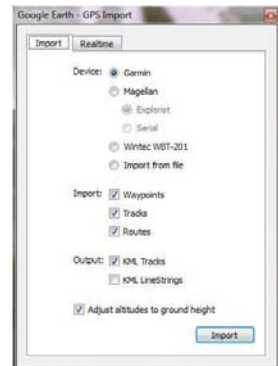 Google Earth - GPS Import
Import Realtime
Device: Garmin
Magellan
Explorist
Serial
Wintec WBT-201
Import from file
Import: Waypoints
Tracks
Routes
Output: KML Tracks
KML LineStrings
Adjust altitudes to ground height
Import